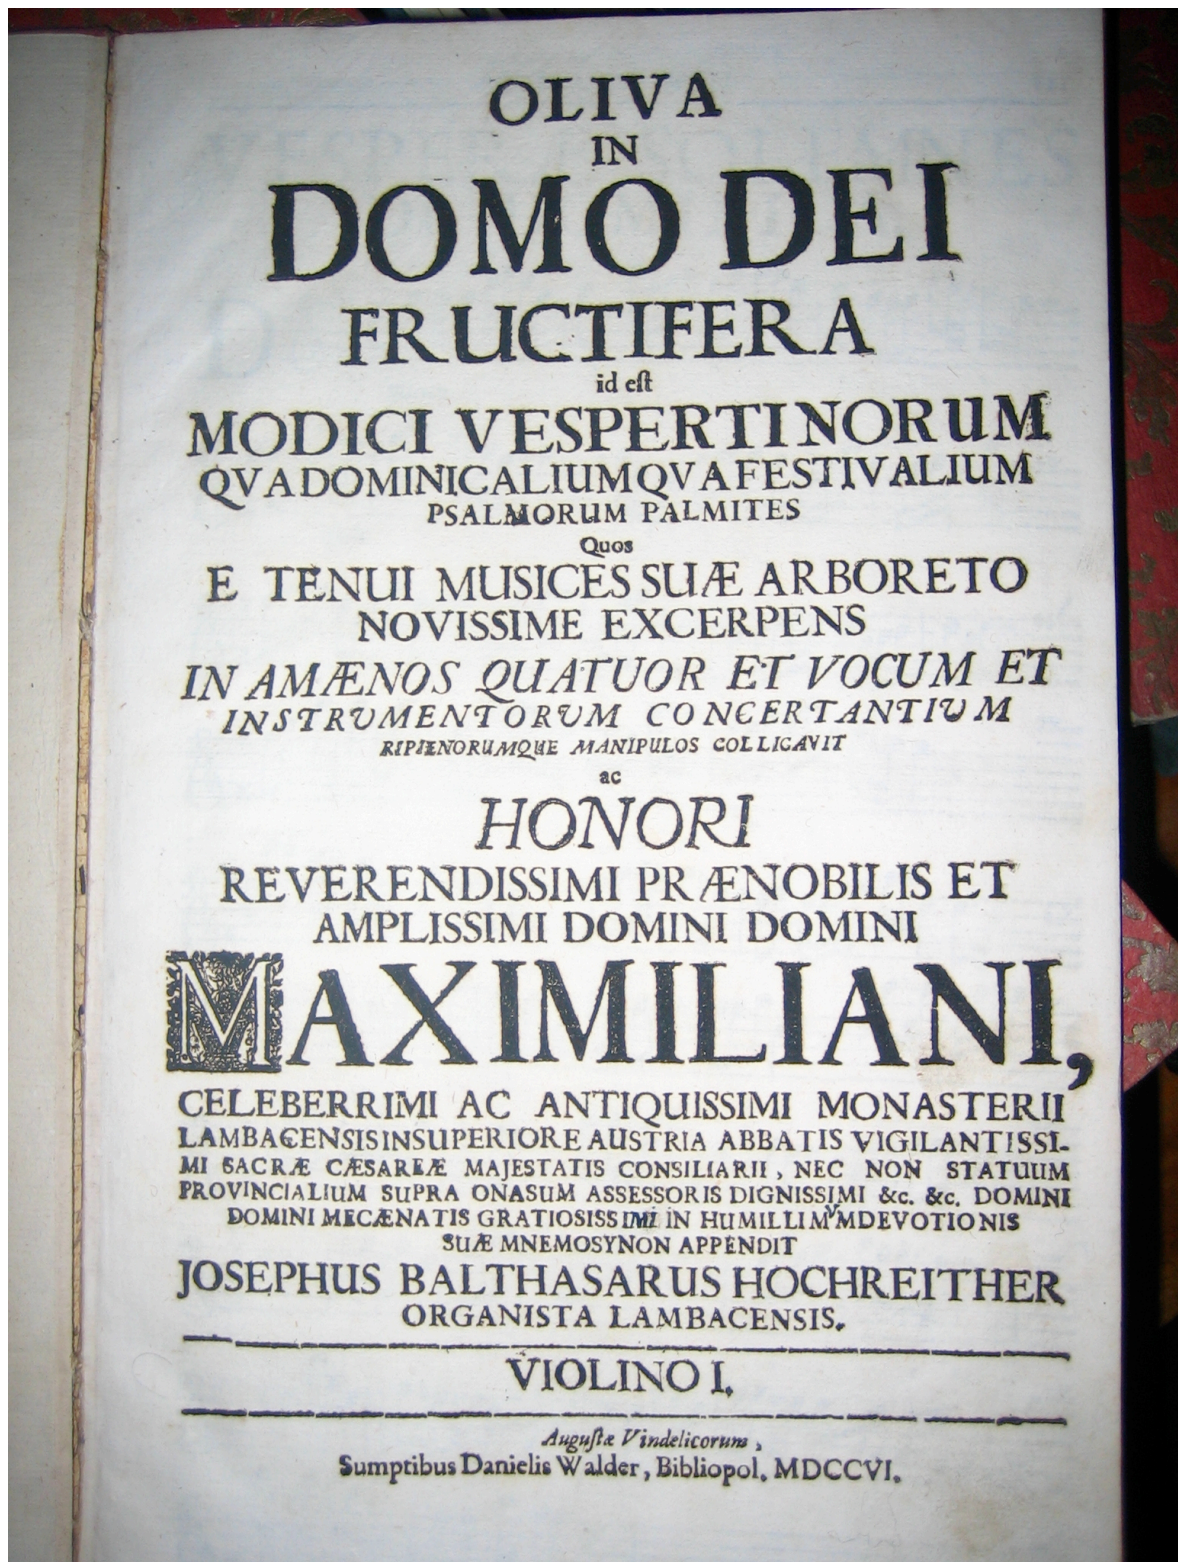 OLIVA
IN
DOMO DEI
FRUCTIFERA
id eſt
MODICI VESPERTINORUM
QVA DOMINICALIUM QVA FESTIVALIUM
PSALMORUM PALMITES
Quos
E TENUI MUSICES SUÆ ARBORETO
NOVISSIME EXCERPENS
IN AMÆNOS QUATUOR ET VOCUM ET
INSTRVMENTORVM CONCERTANTIUM
RIPIENORUMQUE MANIPULOS COLLIGAVIT
ac
HONORI
REVERENDISSIMI PRÆNOBILIS ET
AMPLISSIMI DOMINI DOMINI
MAXIMILIANI,
CELEBERRIMI AC ANTIQUISSIMI MONASTERII
LAMBACENSIS IN SUPERIORE AUSTRIA ABBATIS VIGILANTISSI-
MI SACRÆ CÆSAREÆ MAJESTATIS CONSILIARII, NEC NON STATUUM
PROVINCIALIUM SUPRA ONASUM ASSESSORIS DIGNISSIMI &c. &c. DOMINI
DOMINI MECÆNATIS GRATIOSISSIMI IN HUMILLIMVM DEVOTIONIS
SUÆ MNEMOSYNON APPENDIT
JOSEPHUS BALTHASARUS HOCHREITHER
ORGANISTA LAMBACENSIS.
VIOLINO I.
Auguſtæ Vindelicorum,
Sumptibus Danielis Walder, Bibliopol. MDCCVI.